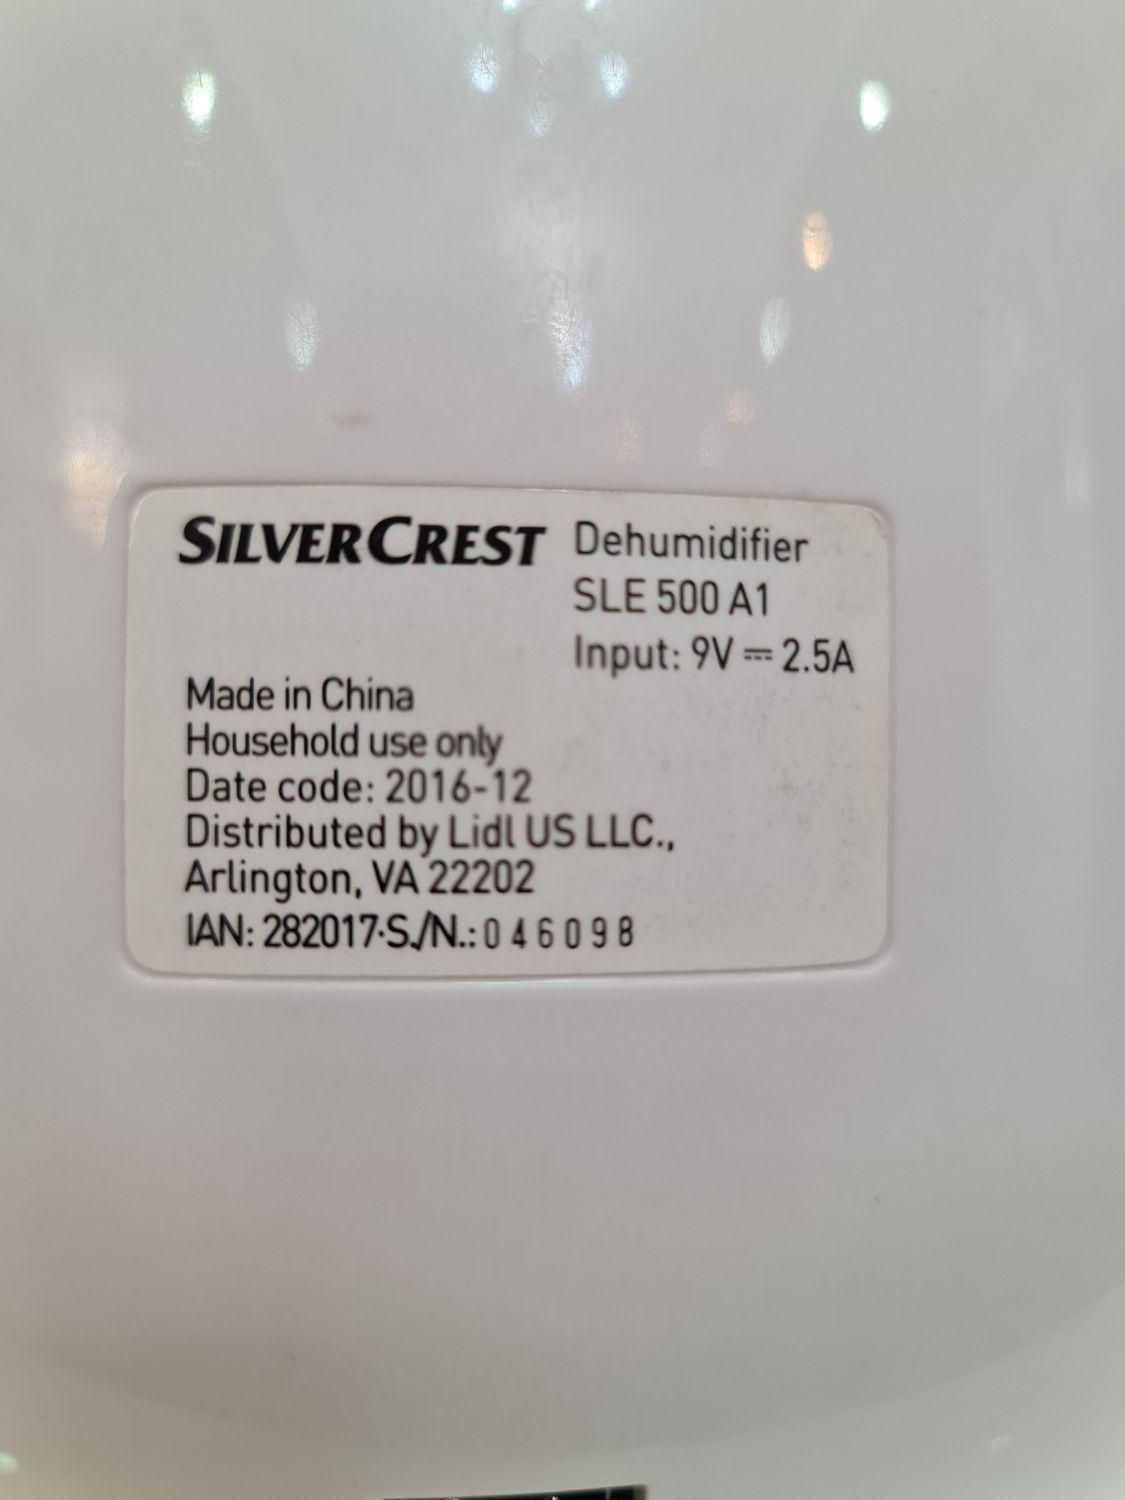 SILVERCREST Dehumidifier
SLE 500 A1
Input: 9V ⎓ 2.5A
Made in China
Household use only
Date code: 2016-12
Distributed by Lidl US LLC.,
Arlington, VA 22202
IAN: 282017·S./N.: 046098